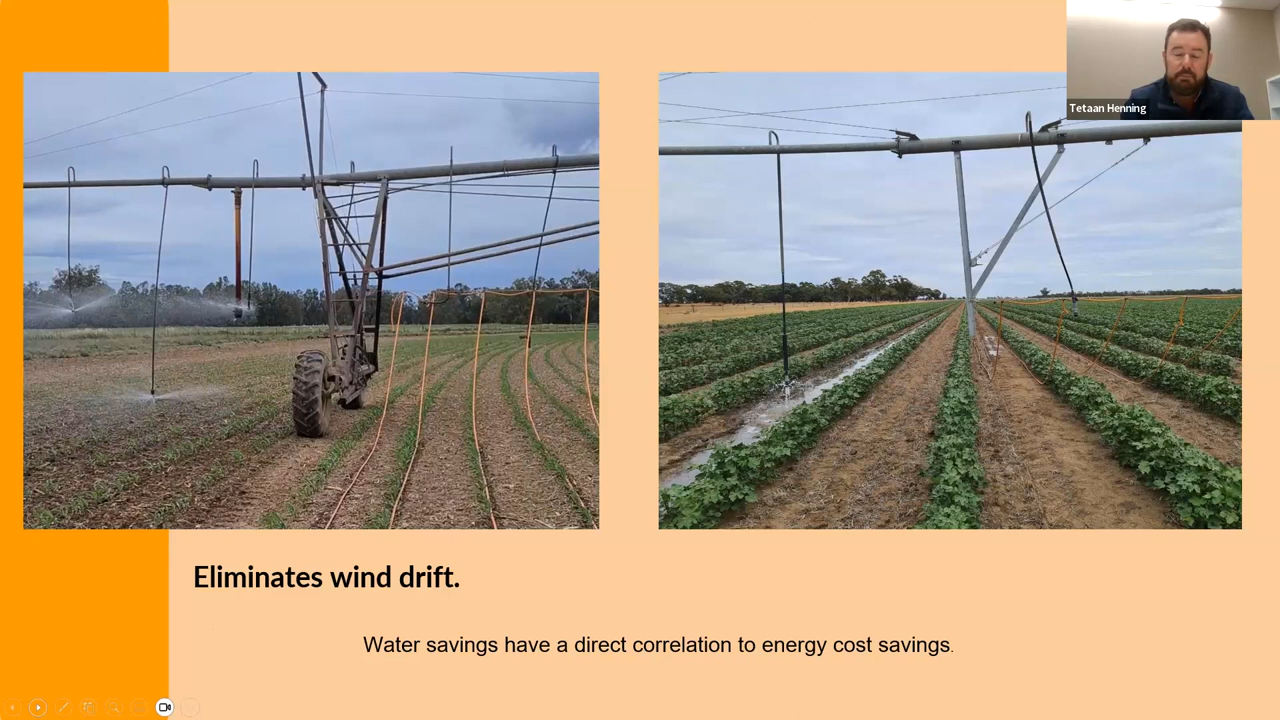 Tetaan Henning
Eliminates wind drift.
Water savings have a direct correlation to energy cost savings.